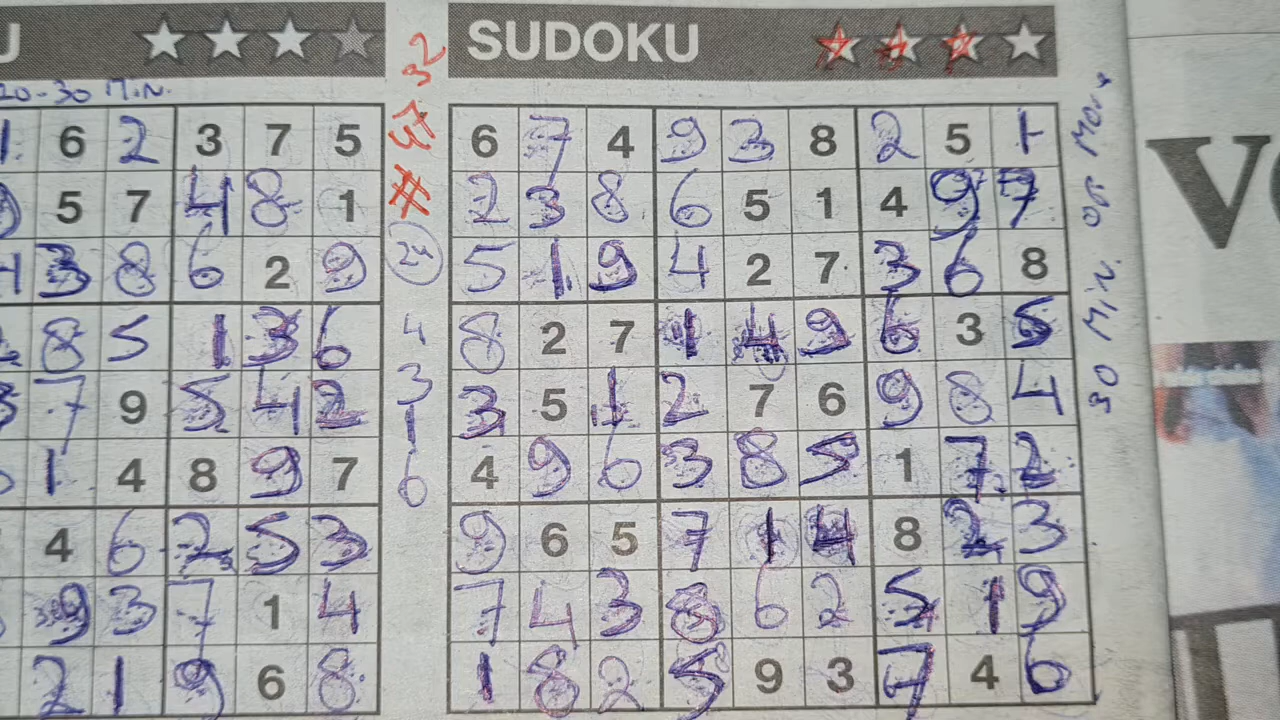 U
SUDOKU
20-30 Min.
32
#
24
4
3
1
6
6 2 3 7 5
5 7 4 8 1
3 8 6 2 9
8 5 1 3 6
7 9 5 4 2
1 4 8 9 7
4 6 2 5 3
9 3 7 1 4
2 1 9 6 8
6 7 4 9 3 8 2 5 1
2 3 8 6 5 1 4 9 7
5 1 9 4 2 7 3 6 8
8 2 7 1 4 9 6 3 5
3 5 1 2 7 6 9 8 4
4 9 6 3 8 5 1 7 2
9 6 5 7 1 4 8 2 3
7 4 3 8 6 2 5 1 9
1 8 2 5 9 3 7 4 6
30 Min. op
V